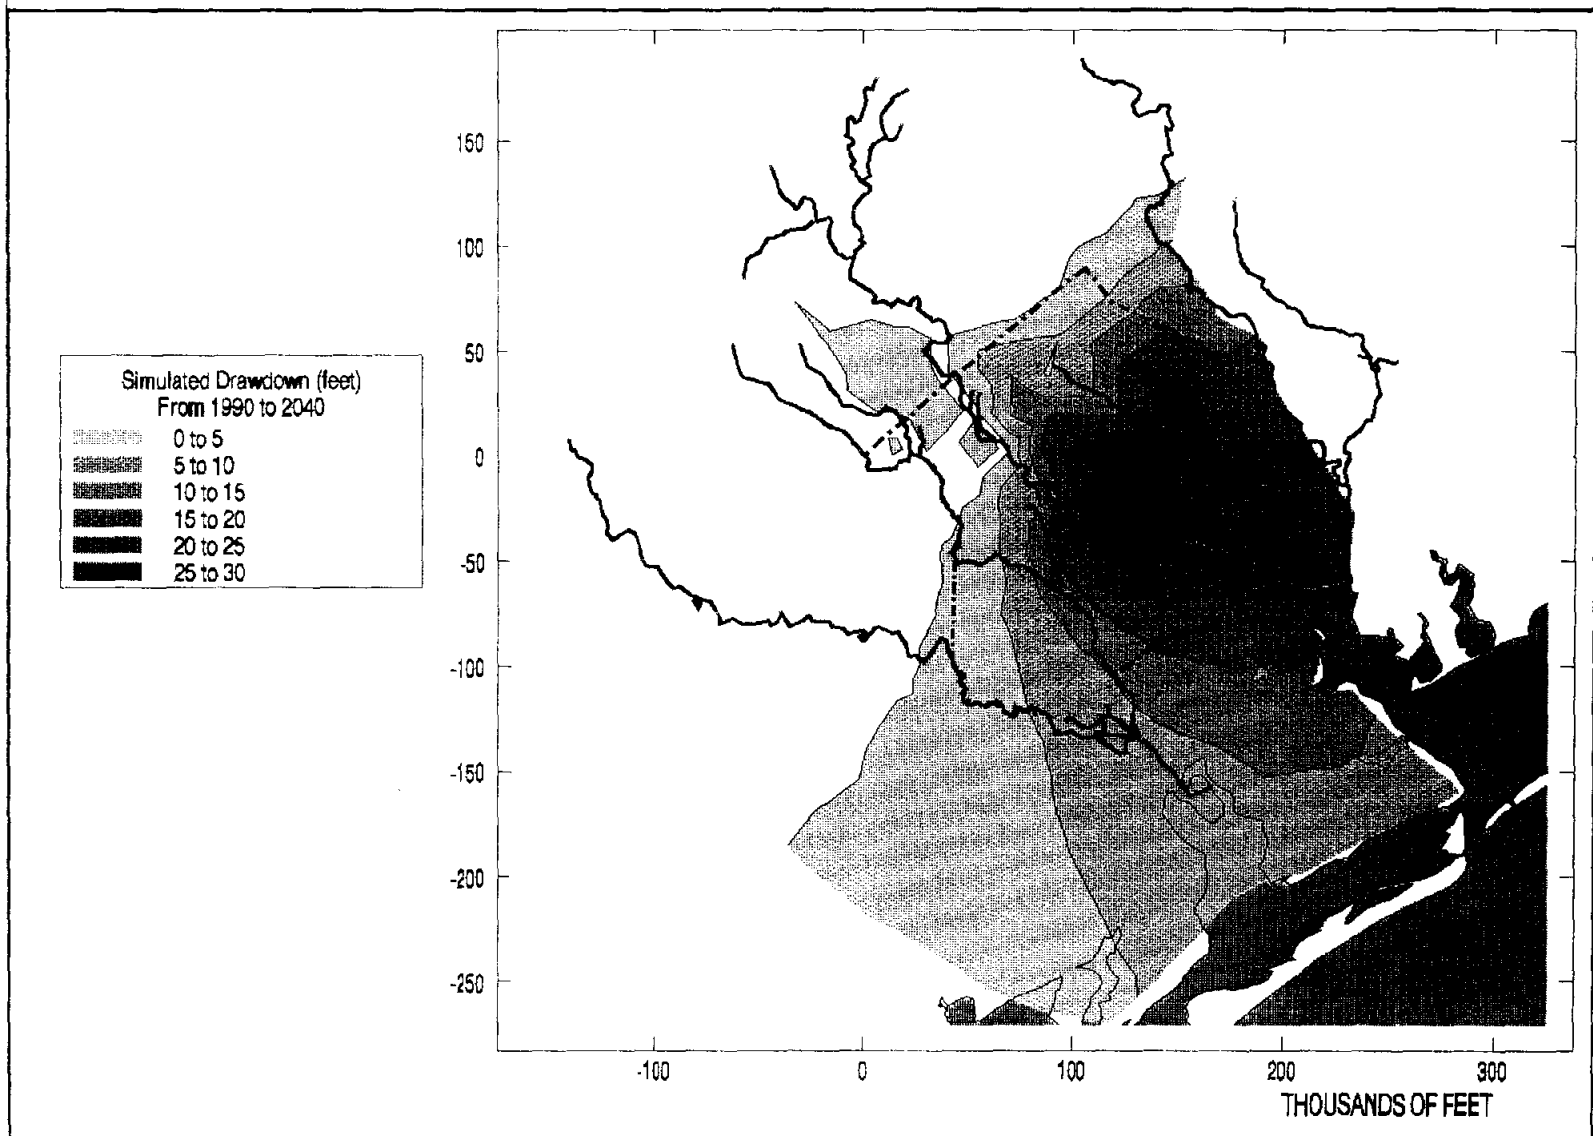 150
100
50
0
-50
-100
-150
-200
-250
Simulated Drawdown (feet)
From 1990 to 2040
0 to 5
5 to 10
10 to 15
15 to 20
20 to 25
25 to 30
-100 0 100 200 300
THOUSANDS OF FEET